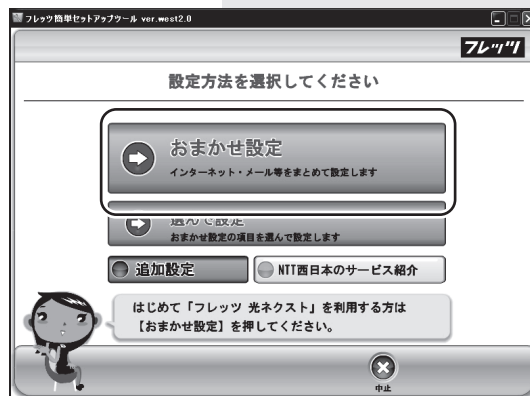 フレッツ簡単セットアップツール ver.west2.0
フレッツ
設定方法を選択してください
おまかせ設定
インターネット・メール等をまとめて設定します
選んで設定
おまかせ設定の項目を選んで設定します
追加設定
NTT西日本のサービス紹介
はじめて「フレッツ 光ネクスト」を利用する方は
【おまかせ設定】を押してください。
中止